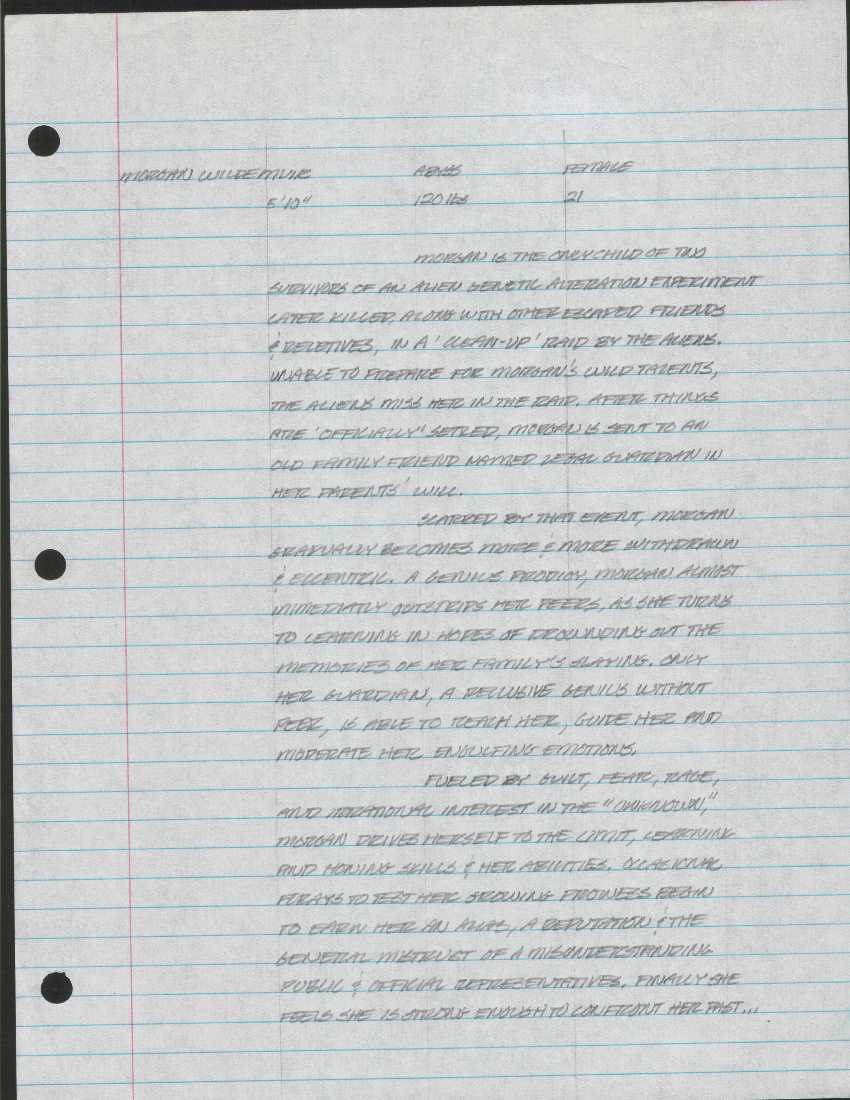 MORGAN WILDEMUIR ABYSS FEMALE
5'10" 120 lbs 21
MORGAN IS THE ONLY CHILD OF TWO
SURVIVORS OF AN ALIEN GENETIC ALTERATION EXPERIMENT
LATER KILLED, ALONG WITH OTHER ESCAPED FRIENDS
& RELETIVES, IN A 'CLEAN-UP' RAID BY THE ALIENS.
UNABLE TO PREPARE FOR MORGAN'S WILD TALENTS,
THE ALIENS MISS HER IN THE RAID. AFTER THINGS
ARE 'OFFICIALLY" SETLED, MORGAN IS SENT TO AN
OLD FAMILY FRIEND NAMED LEGAL GUARDIAN IN
HER PARENTS' WILL.
SCARRED BY THAT EVENT, MORGAN
GRADUALLY BECOMES MORE & MORE WITHDRAWN
& ECCENTRIC. A GENIUS PRODIGY, MORGAN ALMOST
IMMEDIATLY OUTSTRIPS HER PEERS, AS SHE TURNS
TO LEARNING IN HOPES OF DROWNDING OUT THE
MEMORIES OF HER FAMILY'S SLAYING. ONLY
HER GUARDIAN, A RECLUSIVE GENIUS WITHOUT
PEER, IS ABLE TO REACH HER, GUIDE HER AND
MODERATE HER ENGULFING EMOTIONS.
FUELED BY GUILT, FEAR, RAGE,
AND IRRATIONAL INTEREST IN THE "UNKNOWN,"
MORGAN DRIVES HERSELF TO THE LIMIT, LEARNING
AND HONING SKILLS & HER ABILITIES. OCCASIONAL
FORAYS TO TEST HER GROWING PROWESS BEGIN
TO EARN HER AN ALIAS, A REPUTATION & THE
GENERAL MISTRUST OF A MISUNDERSTANDING
PUBLIC & OFFICIAL REPRESENTATIVES. FINALLY SHE
FEELS SHE IS STRONG ENOUGH TO CONFRONT HER PAST...